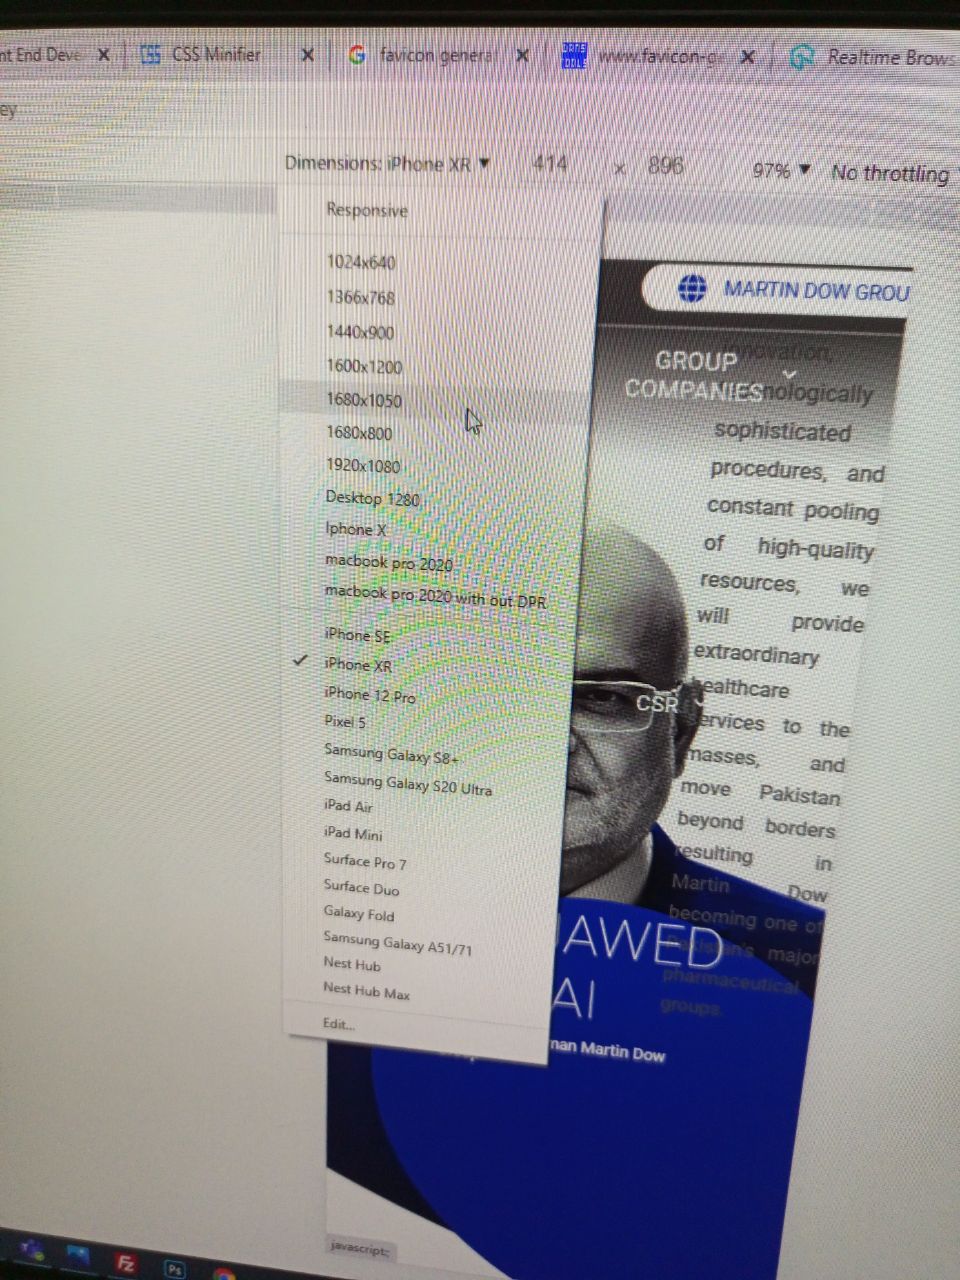 nt End Deve
CSS Minifier
favicon general
www.favicon-ge
Realtime Brows
ey
Dimensions: iPhone XR
414
x
896
97%
No throttling
Responsive
1024x640
1366x768
1440x900
1600x1200
1680x1050
1680x800
1920x1080
Desktop 1280
Iphone X
macbook pro 2020
macbook pro 2020 with out DPR
iPhone SE
iPhone XR
iPhone 12 Pro
Pixel 5
Samsung Galaxy S8+
Samsung Galaxy S20 Ultra
iPad Air
iPad Mini
Surface Pro 7
Surface Duo
Galaxy Fold
Samsung Galaxy A51/71
Nest Hub
Nest Hub Max
Edit...
MARTIN DOW GROU
GROUP
COMPANIES
CSR
innovation,
nologically
sophisticated
procedures, and
constant pooling
of high-quality
resources, we
will provide
extraordinary
healthcare
services to the
masses, and
move Pakistan
beyond borders
resulting in
Martin Dow
becoming one of
Pakistan's major
pharmaceutical
groups.
JAWED
AI
man Martin Dow
javascript:;
Fz
Ps